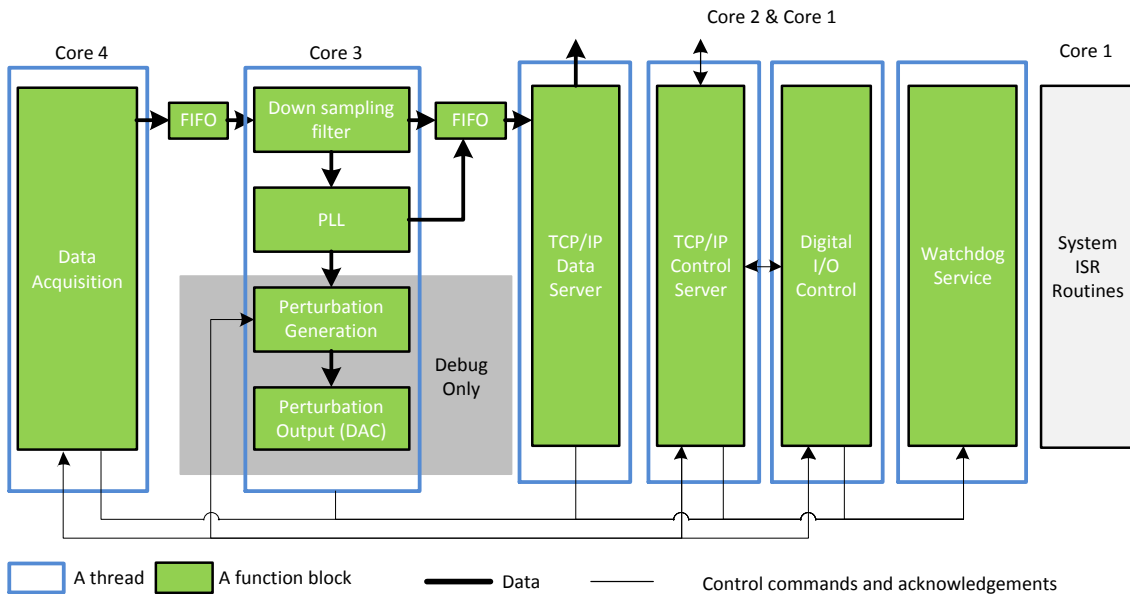 Core 2 & Core 1
Core 4
Core 3
Core 1
Data
Acquisition
FIFO
Down sampling
filter
FIFO
PLL
Perturbation
Generation
Perturbation
Output (DAC)
Debug
Only
TCP/IP
Data
Server
TCP/IP
Control
Server
Digital
I/O
Control
Watchdog
Service
System
ISR
Routines
A thread
A function block
Data
Control commands and acknowledgements